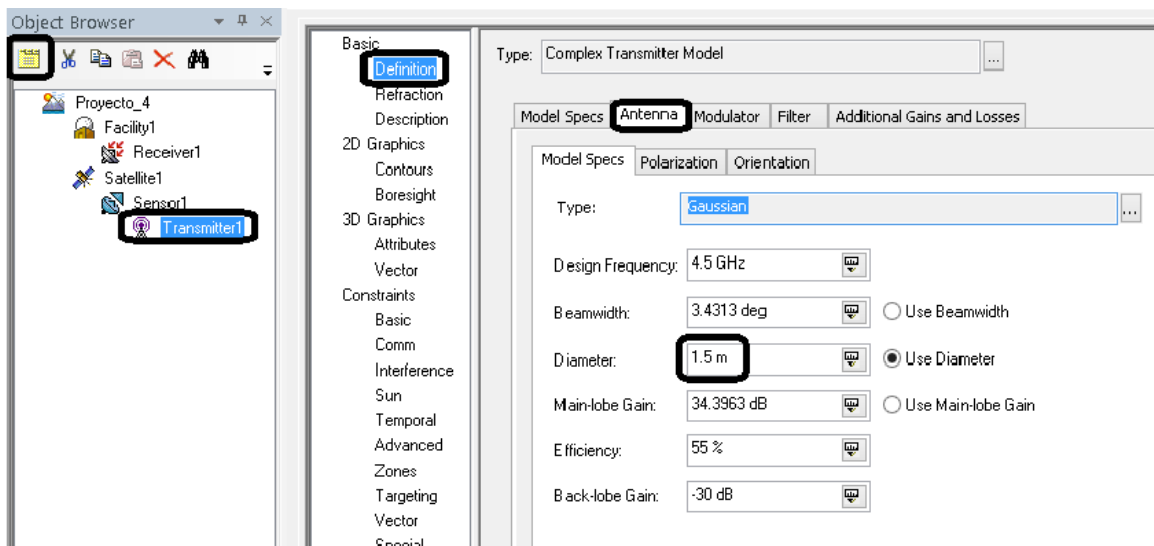 Object Browser
Proyecto_4
Facility1
Receiver1
Satellite1
Sensor1
Transmitter1
Basic
Definition
Refraction
Description
2D Graphics
Contours
Boresight
3D Graphics
Attributes
Vector
Constraints
Basic
Comm
Interference
Sun
Temporal
Advanced
Zones
Targeting
Vector
Special
Type: Complex Transmitter Model ...
Model Specs Antenna Modulator Filter Additional Gains and Losses
Model Specs Polarization Orientation
Type: Gaussian ...
Design Frequency: 4.5 GHz
Beamwidth: 3.4313 deg Use Beamwidth
Diameter: 1.5 m Use Diameter
Main-lobe Gain: 34.3963 dB Use Main-lobe Gain
Efficiency: 55 %
Back-lobe Gain: -30 dB